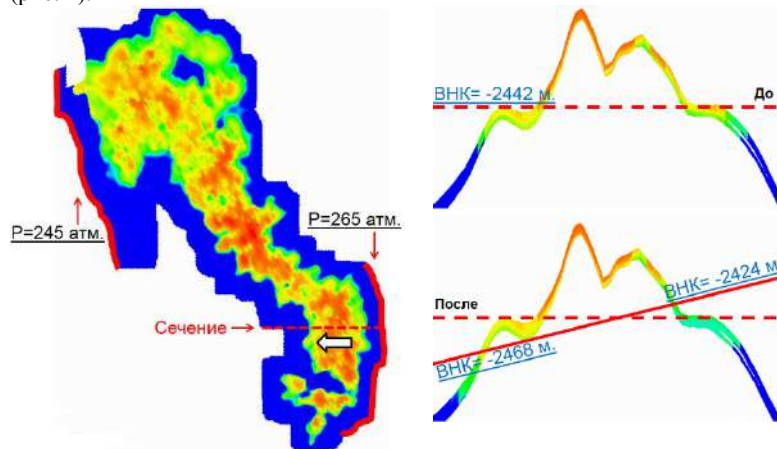 P=245 атм.
P=265 атм.
Сечение
ВНК= -2442 м.
До
После
ВНК= -2424 м.
ВНК= -2468 м.